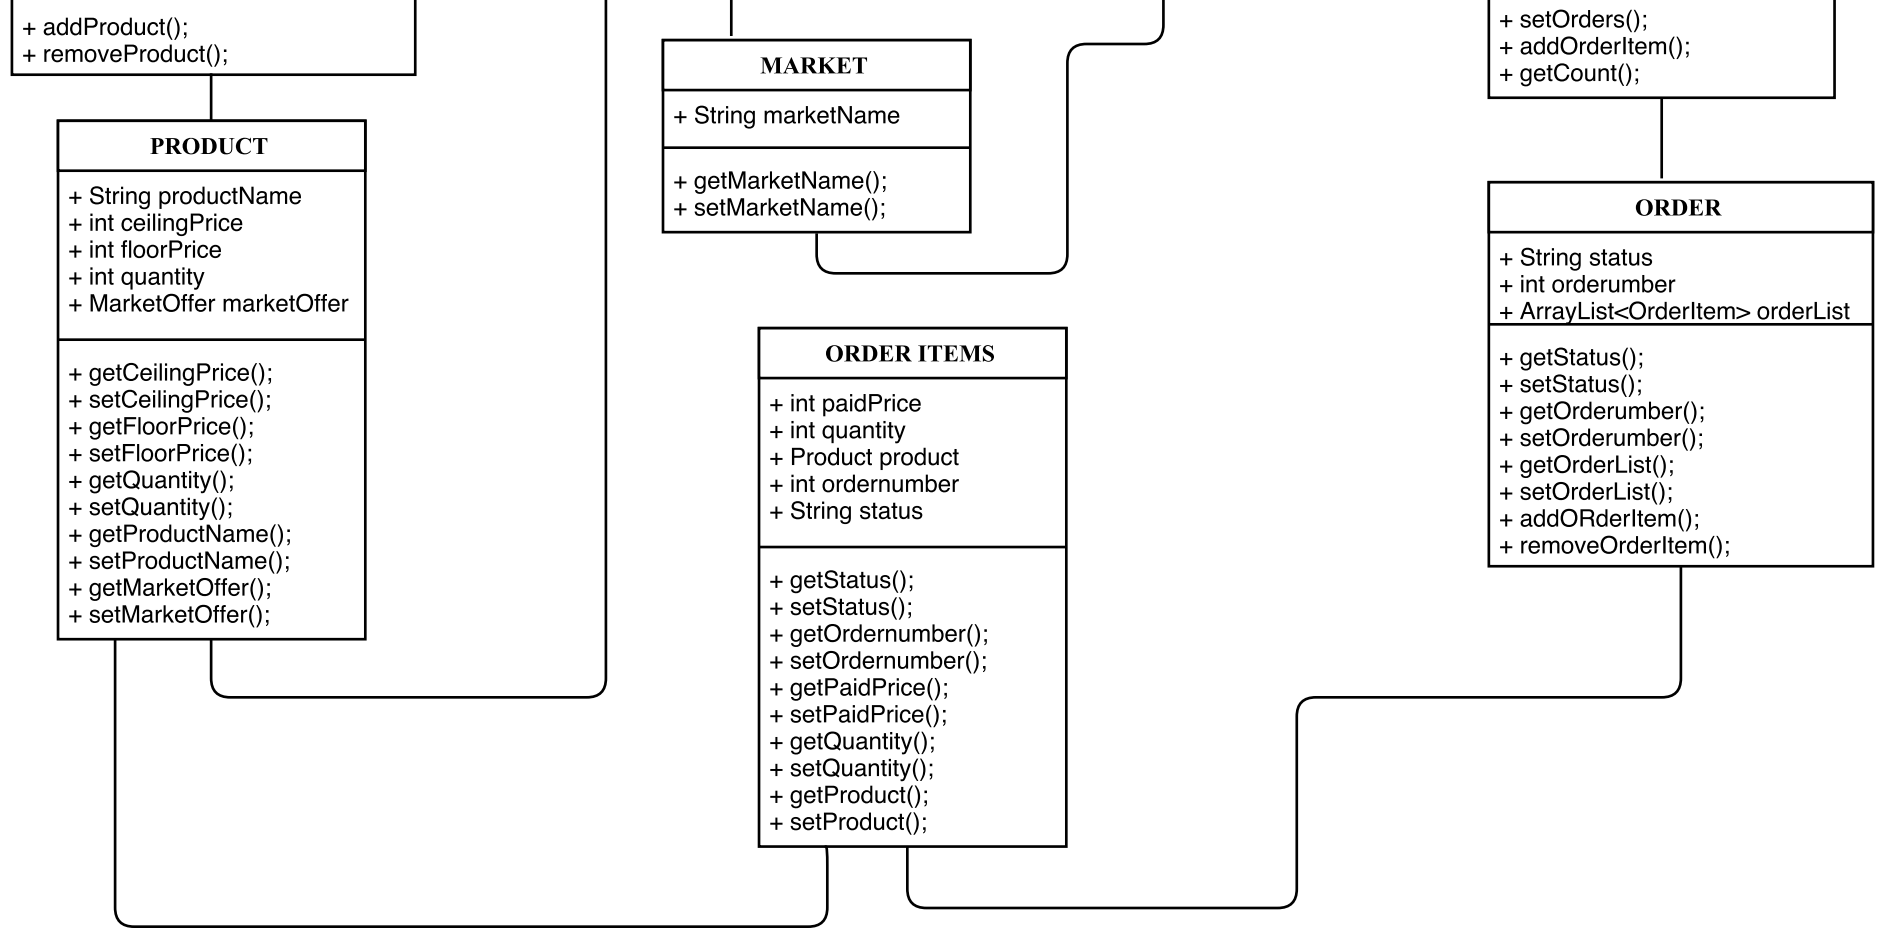 + addProduct();
+ removeProduct();
PRODUCT
+ String productName
+ int ceilingPrice
+ int floorPrice
+ int quantity
+ MarketOffer marketOffer
+ getCeilingPrice();
+ setCeilingPrice();
+ getFloorPrice();
+ setFloorPrice();
+ getQuantity();
+ setQuantity();
+ getProductName();
+ setProductName();
+ getMarketOffer();
+ setMarketOffer();
MARKET
+ String marketName
+ getMarketName();
+ setMarketName();
ORDER ITEMS
+ int paidPrice
+ int quantity
+ Product product
+ int ordernumber
+ String status
+ getStatus();
+ setStatus();
+ getOrdernumber();
+ setOrdernumber();
+ getPaidPrice();
+ setPaidPrice();
+ getQuantity();
+ setQuantity();
+ getProduct();
+ setProduct();
+ setOrders();
+ addOrderItem();
+ getCount();
ORDER
+ String status
+ int orderumber
+ ArrayList<OrderItem> orderList
+ getStatus();
+ setStatus();
+ getOrderumber();
+ setOrderumber();
+ getOrderList();
+ setOrderList();
+ addORderItem();
+ removeOrderItem();